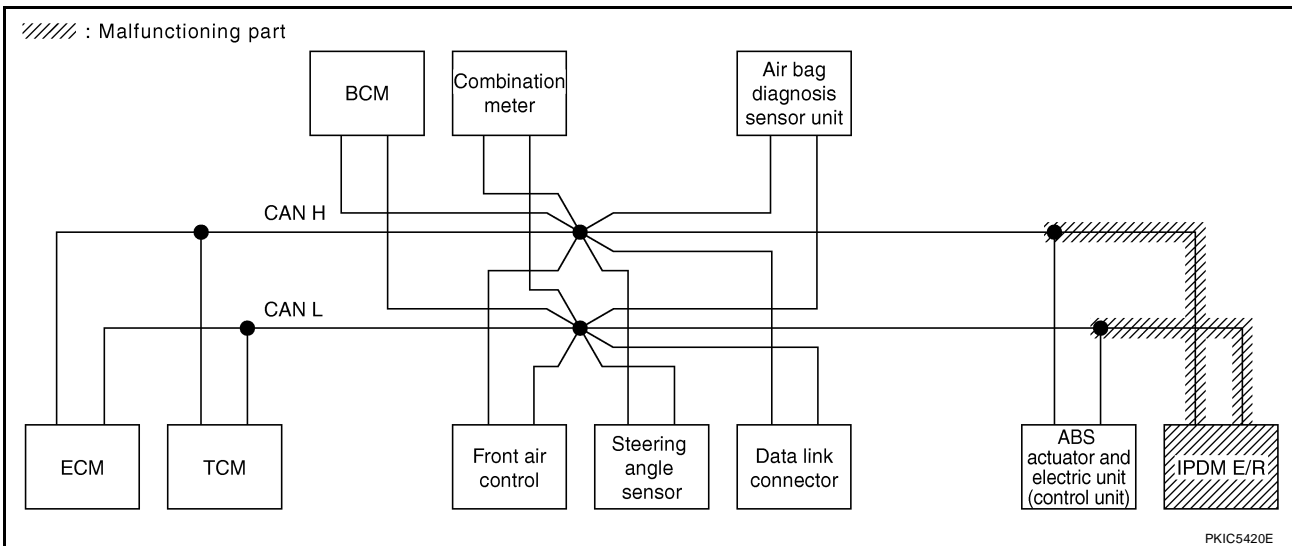 : Malfunctioning part
BCM
Combination
meter
Air bag
diagnosis
sensor unit
CAN H
CAN L
ECM
TCM
Front air
control
Steering
angle
sensor
Data link
connector
ABS
actuator and
electric unit
(control unit)
IPDM E/R
PKIC5420E